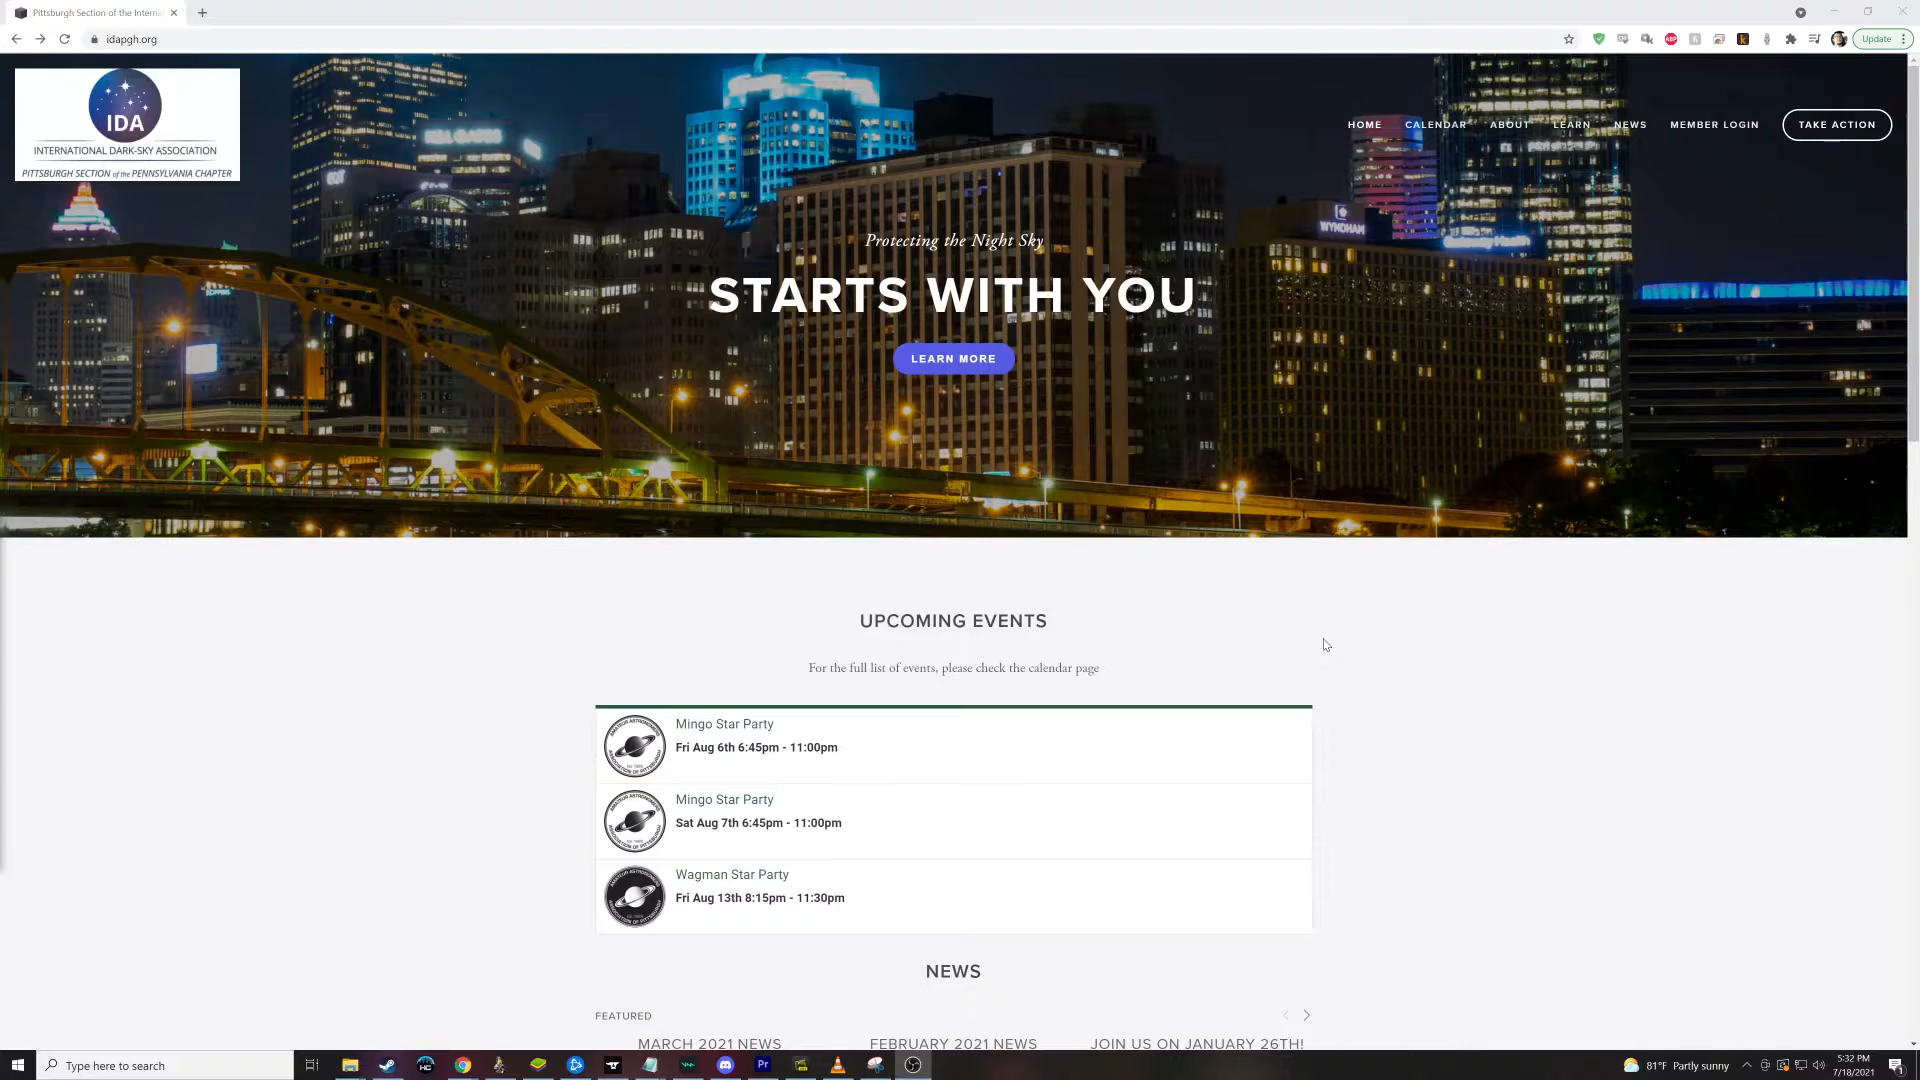 Pittsburgh Section of the Interna
idapgh.org
Update
IDA
INTERNATIONAL DARK-SKY ASSOCIATION
PITTSBURGH SECTION of the PENNSYLVANIA CHAPTER
HOME
CALENDAR
ABOUT
LEARN
NEWS
MEMBER LOGIN
TAKE ACTION
WYNDHAM
Protecting the Night Sky
STARTS WITH YOU
LEARN MORE
UPCOMING EVENTS
For the full list of events, please check the calendar page
Mingo Star Party
Fri Aug 6th 6:45pm - 11:00pm
Mingo Star Party
Sat Aug 7th 6:45pm - 11:00pm
Wagman Star Party
Fri Aug 13th 8:15pm - 11:30pm
NEWS
FEATURED
MARCH 2021 NEWS
FEBRUARY 2021 NEWS
JOIN US ON JANUARY 26TH!
Type here to search
81°F Partly sunny
5:32 PM
7/18/2021